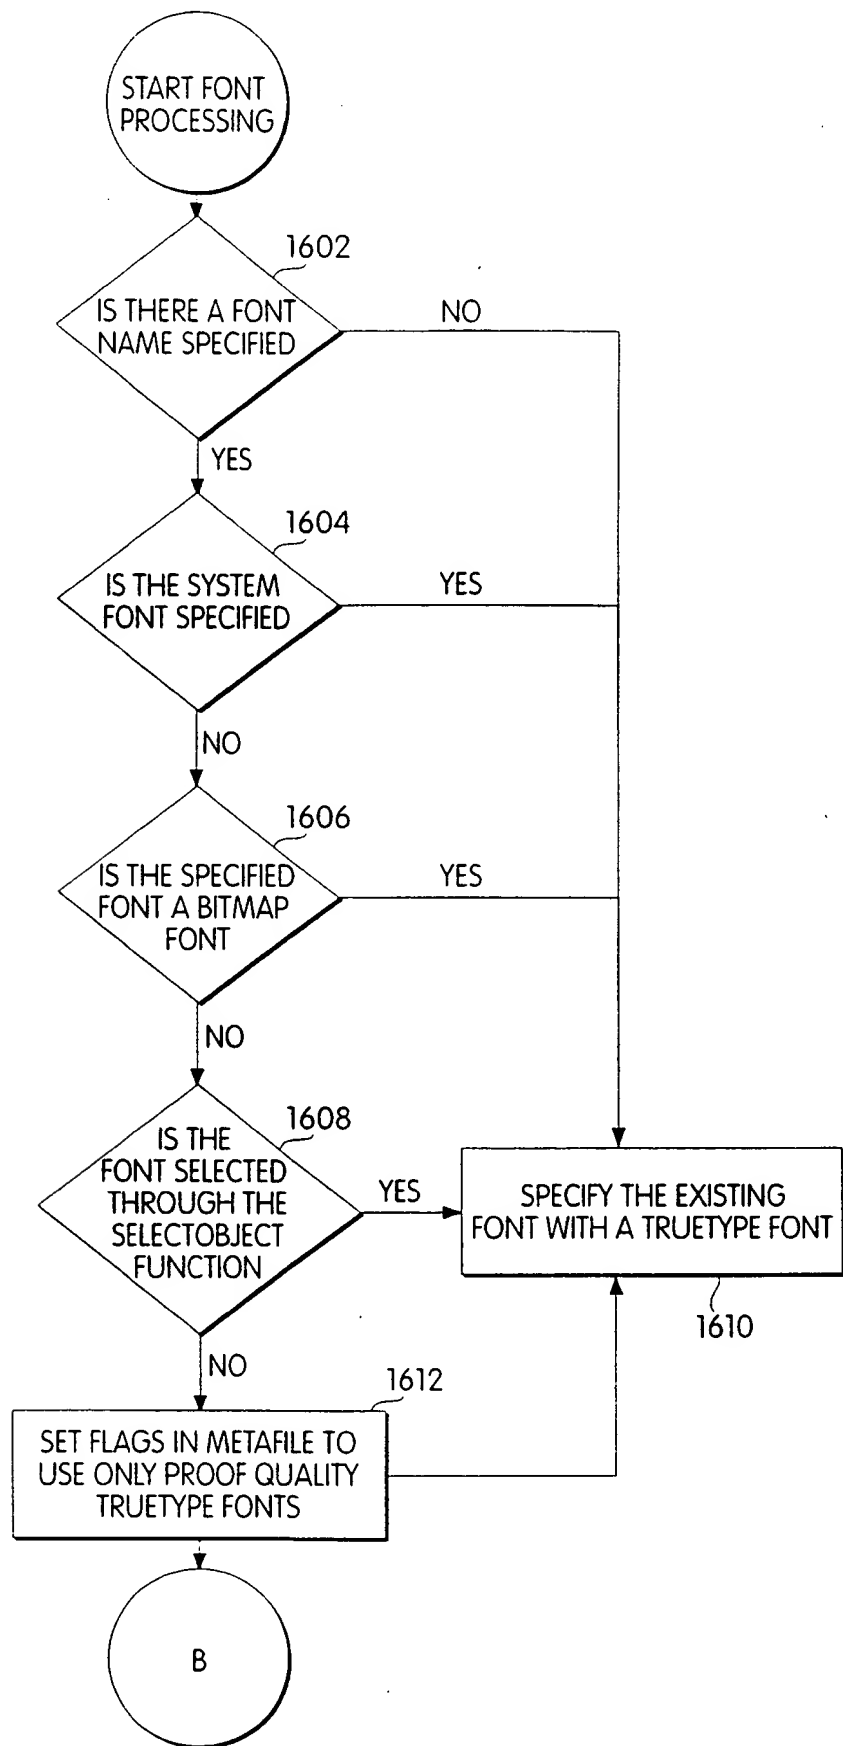 START FONT
PROCESSING
1602
IS THERE A FONT
NAME SPECIFIED
NO
YES
1604
IS THE SYSTEM
FONT SPECIFIED
YES
NO
1606
IS THE SPECIFIED
FONT A BITMAP
FONT
YES
NO
1608
IS THE
FONT SELECTED
THROUGH THE
SELECTOBJECT
FUNCTION
YES
SPECIFY THE EXISTING
FONT WITH A TRUETYPE FONT
1610
NO
1612
SET FLAGS IN METAFILE TO
USE ONLY PROOF QUALITY
TRUETYPE FONTS
B